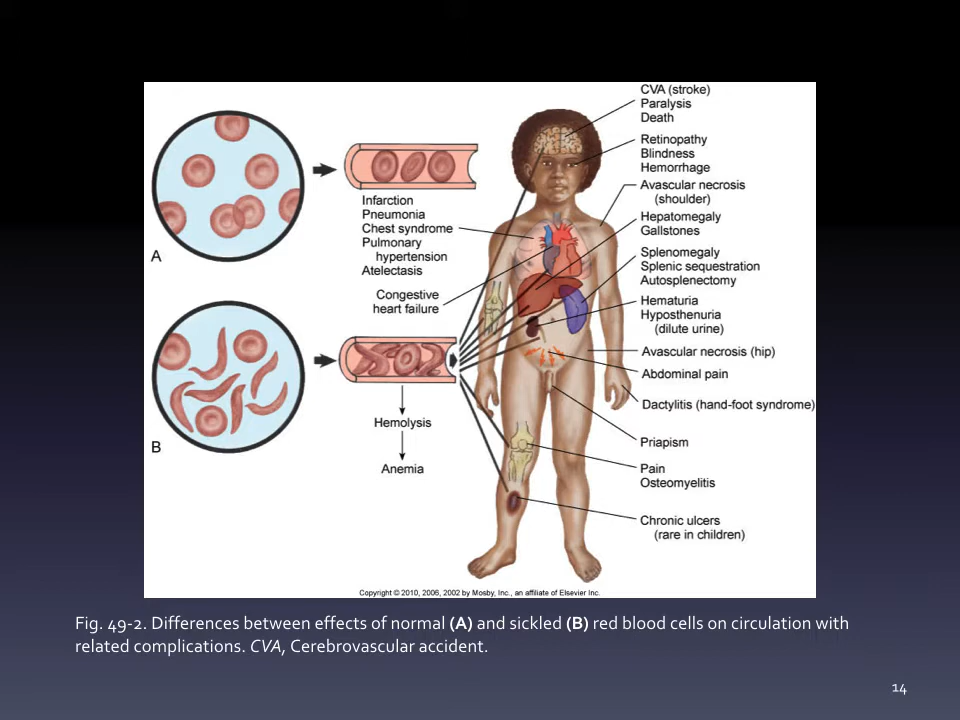 CVA (stroke)
Paralysis
Death
Retinopathy
Blindness
Hemorrhage
Avascular necrosis
(shoulder)
Hepatomegaly
Gallstones
Splenomegaly
Splenic sequestration
Autosplenectomy
Hematuria
Hyposthenuria
(dilute urine)
Avascular necrosis (hip)
Abdominal pain
Dactylitis (hand-foot syndrome)
Priapism
Pain
Osteomyelitis
Chronic ulcers
(rare in children)
A
Infarction
Pneumonia
Chest syndrome
Pulmonary
hypertension
Atelectasis
Congestive
heart failure
B
Hemolysis
Anemia
Copyright © 2010, 2006, 2002 by Mosby, Inc., an affiliate of Elsevier Inc.
Fig. 49-2. Differences between effects of normal (A) and sickled (B) red blood cells on circulation with
related complications. CVA, Cerebrovascular accident.
14